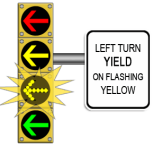 LEFT TURN
YIELD
ON FLASHING
YELLOW